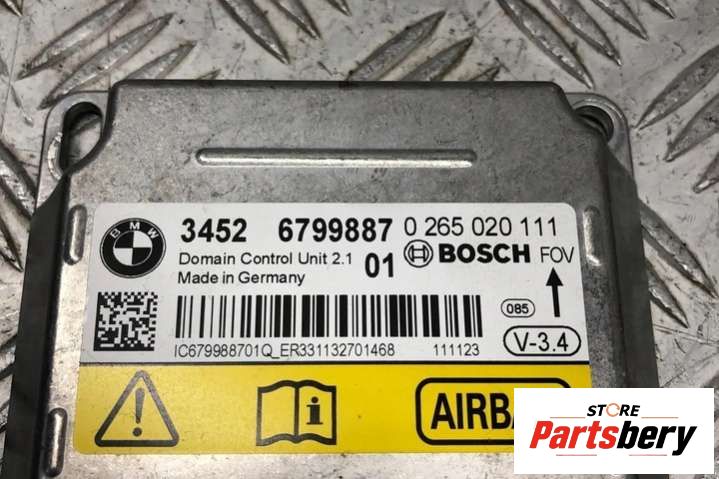 BMW
3452 6799887 0 265 020 111
Domain Control Unit 2.1 01 BOSCH FOV
Made in Germany
085
IC679988701Q_ER331132701468 111123
V-3.4
AIRBA
STORE
Partsbery